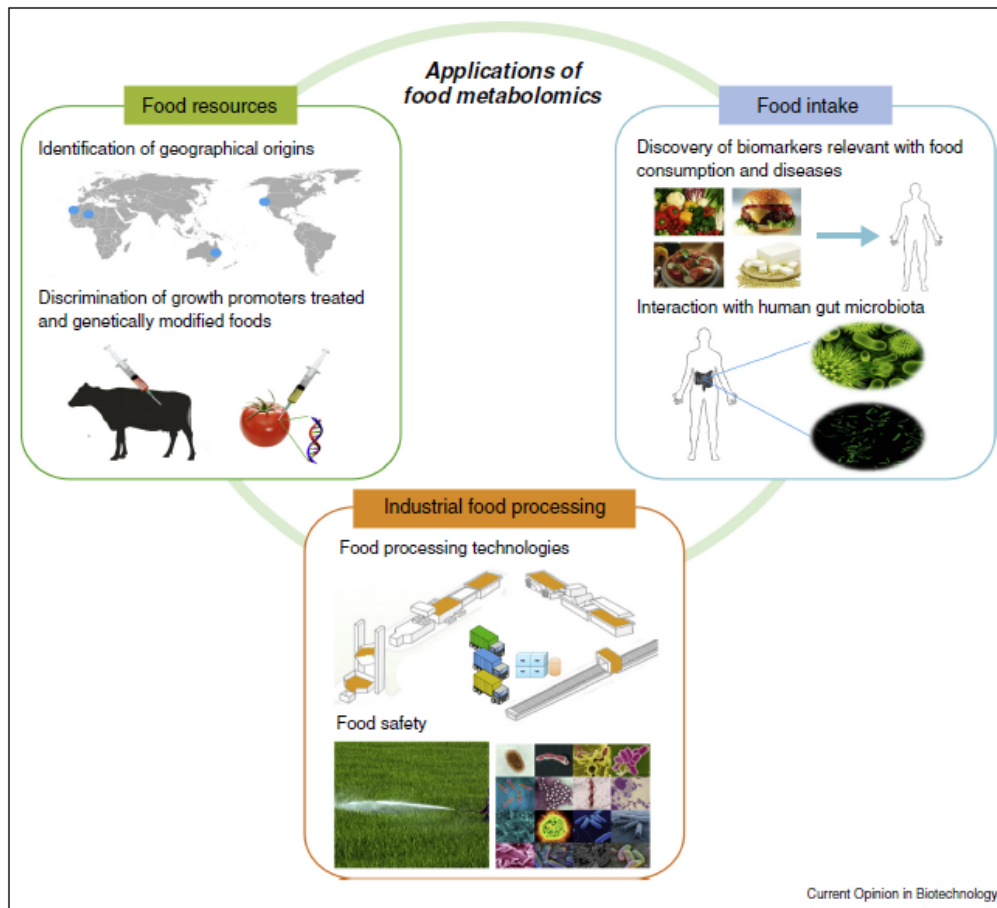 Applications of
food metabolomics
Food resources
Identification of geographical origins
Discrimination of growth promoters treated
and genetically modified foods
Food intake
Discovery of biomarkers relevant with food
consumption and diseases
Interaction with human gut microbiota
Industrial food processing
Food processing technologies
Food safety
Current Opinion in Biotechnology